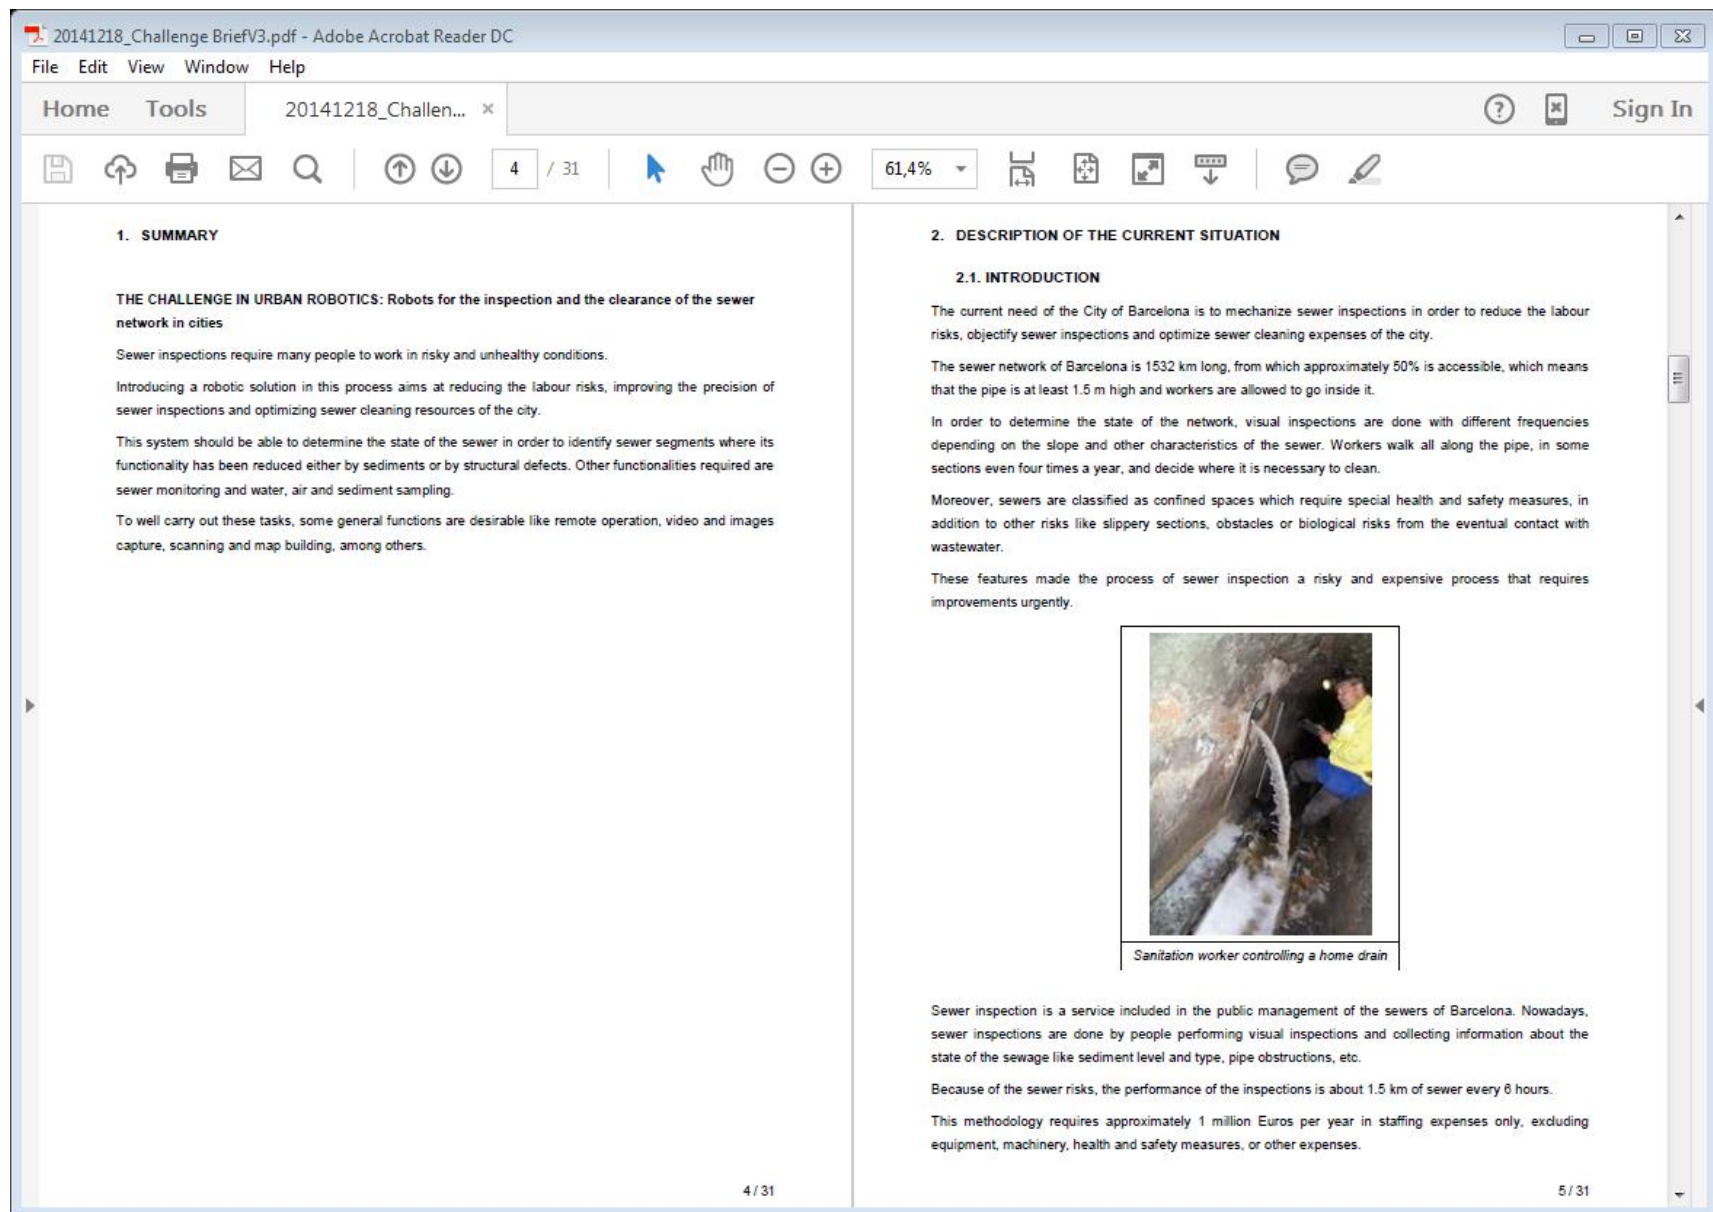 20141218_Challenge BriefV3.pdf - Adobe Acrobat Reader DC
File Edit View Window Help
Home Tools 20141218_Challen... × Sign In
4 / 31 61,4%
1. SUMMARY
THE CHALLENGE IN URBAN ROBOTICS: Robots for the inspection and the clearance of the sewer
network in cities
Sewer inspections require many people to work in risky and unhealthy conditions.
Introducing a robotic solution in this process aims at reducing the labour risks, improving the precision of
sewer inspections and optimizing sewer cleaning resources of the city.
This system should be able to determine the state of the sewer in order to identify sewer segments where its
functionality has been reduced either by sediments or by structural defects. Other functionalities required are
sewer monitoring and water, air and sediment sampling.
To well carry out these tasks, some general functions are desirable like remote operation, video and images
capture, scanning and map building, among others.
4 / 31
2. DESCRIPTION OF THE CURRENT SITUATION
2.1. INTRODUCTION
The current need of the City of Barcelona is to mechanize sewer inspections in order to reduce the labour
risks, objectify sewer inspections and optimize sewer cleaning expenses of the city.
The sewer network of Barcelona is 1532 km long, from which approximately 50% is accessible, which means
that the pipe is at least 1.5 m high and workers are allowed to go inside it.
In order to determine the state of the network, visual inspections are done with different frequencies
depending on the slope and other characteristics of the sewer. Workers walk all along the pipe, in some
sections even four times a year, and decide where it is necessary to clean.
Moreover, sewers are classified as confined spaces which require special health and safety measures, in
addition to other risks like slippery sections, obstacles or biological risks from the eventual contact with
wastewater.
These features made the process of sewer inspection a risky and expensive process that requires
improvements urgently.
Sanitation worker controlling a home drain
Sewer inspection is a service included in the public management of the sewers of Barcelona. Nowadays,
sewer inspections are done by people performing visual inspections and collecting information about the
state of the sewage like sediment level and type, pipe obstructions, etc.
Because of the sewer risks, the performance of the inspections is about 1.5 km of sewer every 6 hours.
This methodology requires approximately 1 million Euros per year in staffing expenses only, excluding
equipment, machinery, health and safety measures, or other expenses.
5 / 31